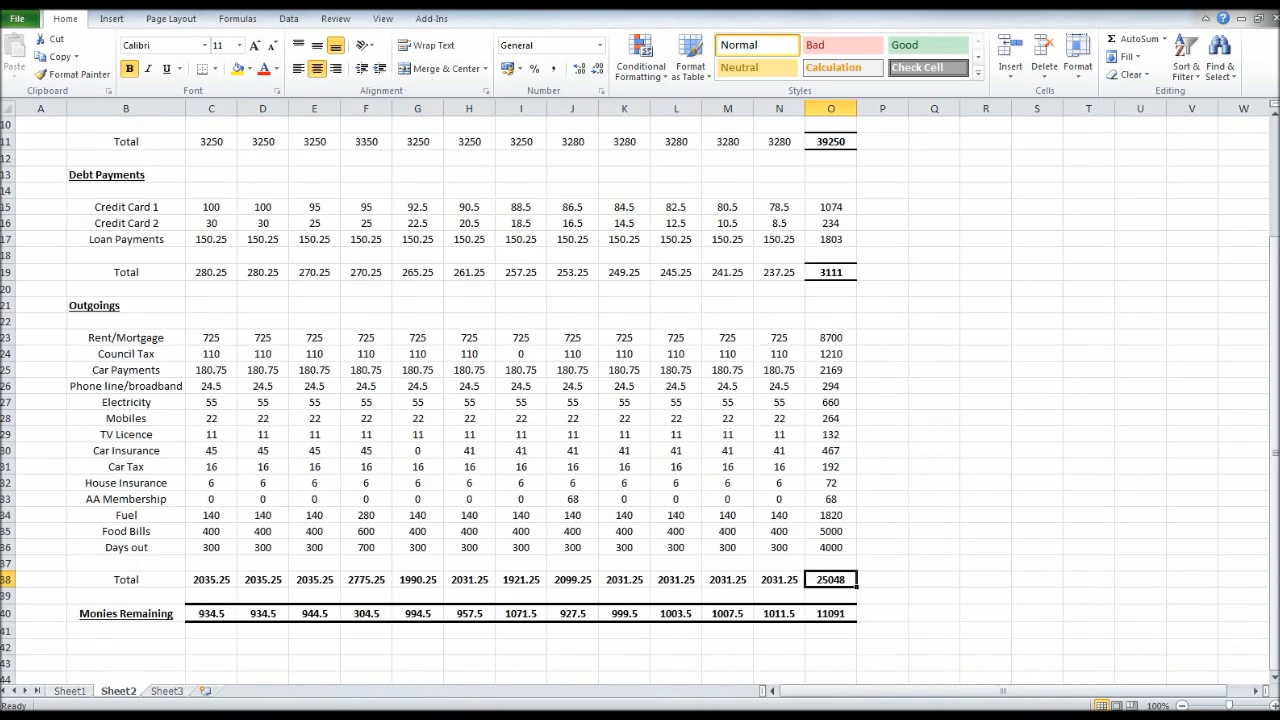 File Home Insert Page Layout Formulas Data Review View Add-Ins
Cut Calibri 11 A A Wrap Text General Normal Bad Good AutoSum
Paste Copy Conditional Formatting Format as Table Insert Delete Format Fill Sort & Filter Find & Select
Format Painter B I U A Merge & Center % , Neutral Calculation Check Cell Clear
Clipboard Font Alignment Number Styles Cells Editing
A B C D E F G H I J K L M N O P Q R S T U V W
10
11 Total 3250 3250 3250 3350 3250 3250 3250 3280 3280 3280 3280 3280 39250
12
13 Debt Payments
14
15 Credit Card 1 100 100 95 95 92.5 90.5 88.5 86.5 84.5 82.5 80.5 78.5 1074
16 Credit Card 2 30 30 25 25 22.5 20.5 18.5 16.5 14.5 12.5 10.5 8.5 234
17 Loan Payments 150.25 150.25 150.25 150.25 150.25 150.25 150.25 150.25 150.25 150.25 150.25 150.25 1803
18
19 Total 280.25 280.25 270.25 270.25 265.25 261.25 257.25 253.25 249.25 245.25 241.25 237.25 3111
20
21 Outgoings
22
23 Rent/Mortgage 725 725 725 725 725 725 725 725 725 725 725 725 8700
24 Council Tax 110 110 110 110 110 110 0 110 110 110 110 110 1210
25 Car Payments 180.75 180.75 180.75 180.75 180.75 180.75 180.75 180.75 180.75 180.75 180.75 180.75 2169
26 Phone line/broadband 24.5 24.5 24.5 24.5 24.5 24.5 24.5 24.5 24.5 24.5 24.5 24.5 294
27 Electricity 55 55 55 55 55 55 55 55 55 55 55 55 660
28 Mobiles 22 22 22 22 22 22 22 22 22 22 22 22 264
29 TV Licence 11 11 11 11 11 11 11 11 11 11 11 11 132
30 Car Insurance 45 45 45 45 0 41 41 41 41 41 41 41 467
31 Car Tax 16 16 16 16 16 16 16 16 16 16 16 16 192
32 House Insurance 6 6 6 6 6 6 6 6 6 6 6 6 72
33 AA Membership 0 0 0 0 0 0 0 68 0 0 0 0 68
34 Fuel 140 140 140 280 140 140 140 140 140 140 140 140 1820
35 Food Bills 400 400 400 600 400 400 400 400 400 400 400 400 5000
36 Days out 300 300 300 700 300 300 300 300 300 300 300 300 4000
37
38 Total 2035.25 2035.25 2035.25 2775.25 1990.25 2031.25 1921.25 2099.25 2031.25 2031.25 2031.25 2031.25 25048
39
40 Monies Remaining 934.5 934.5 944.5 304.5 994.5 957.5 1071.5 927.5 999.5 1003.5 1007.5 1011.5 11091
41
42
43
44
Sheet1 Sheet2 Sheet3
Ready 100%